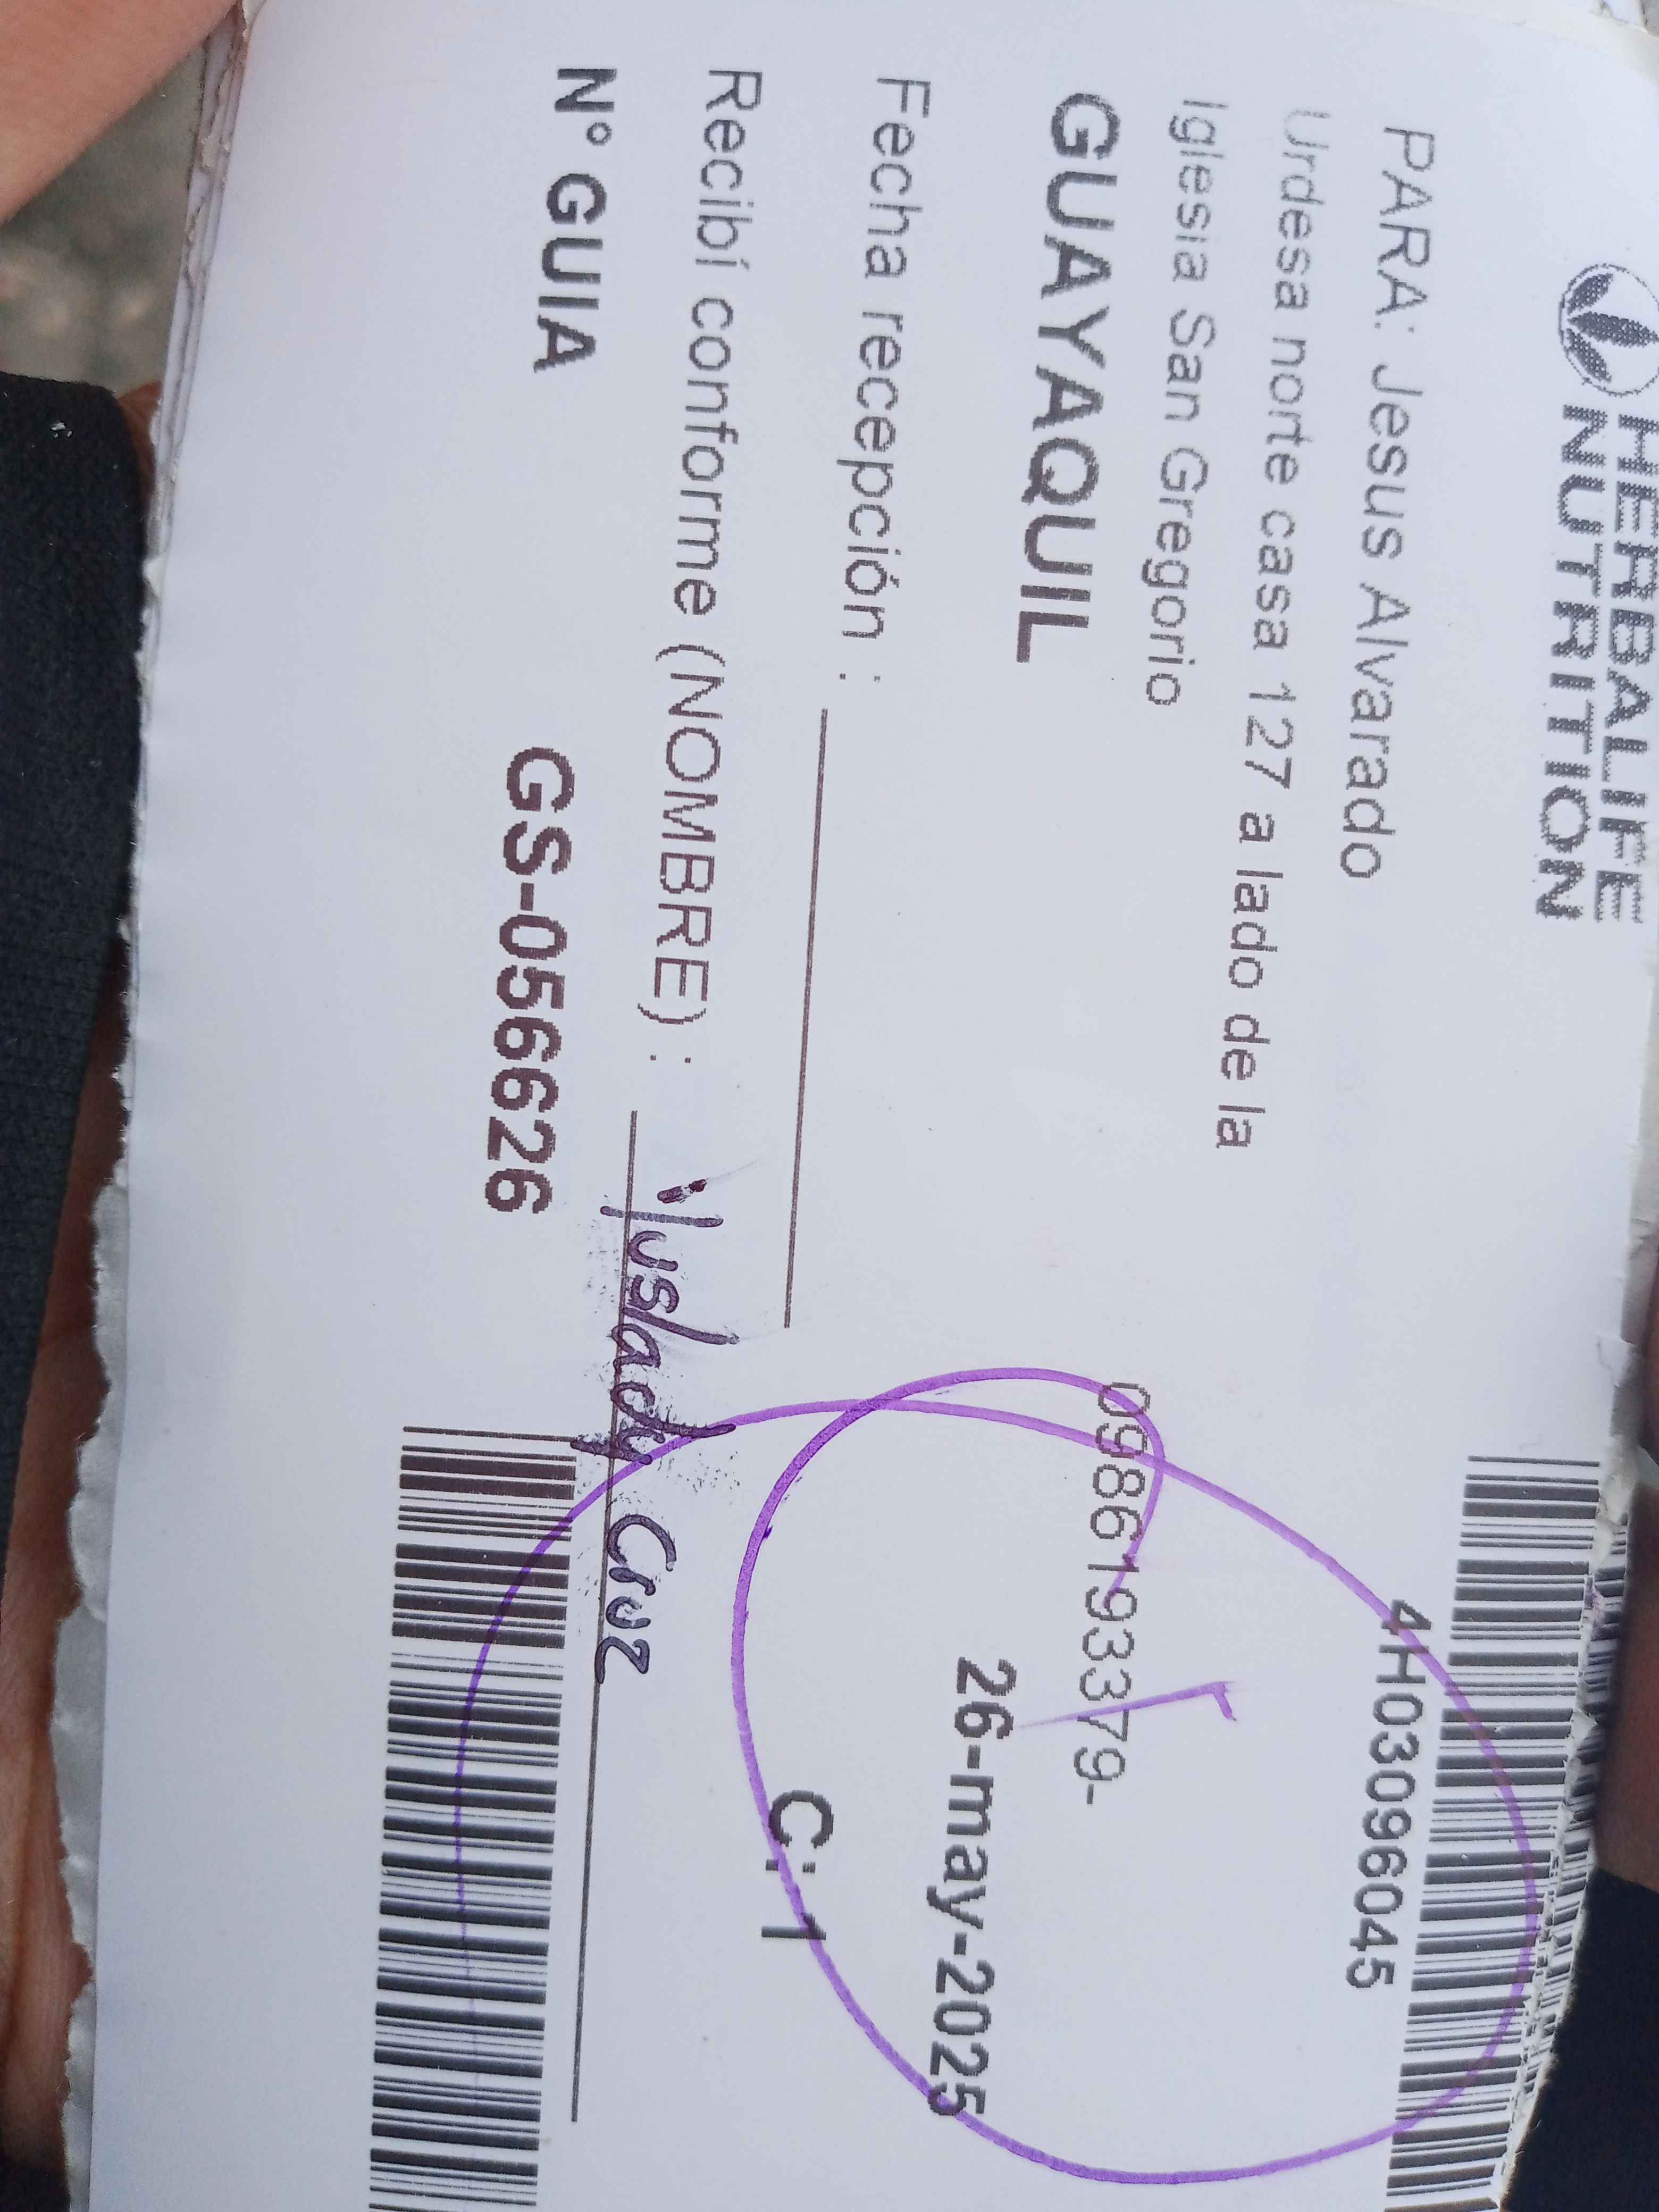 HERBALIFE
NUTRITION
4H03096045
PARA: Jesus Alvarado
Urdesa norte casa 127 a lado de la
Iglesia San Gregorio
0986193379-
GUAYAQUIL
26-may-2025
Fecha recepción :
C: 1
Recibí conforme (NOMBRE) : Yuslady Cruz
N° GUIA GS-056626